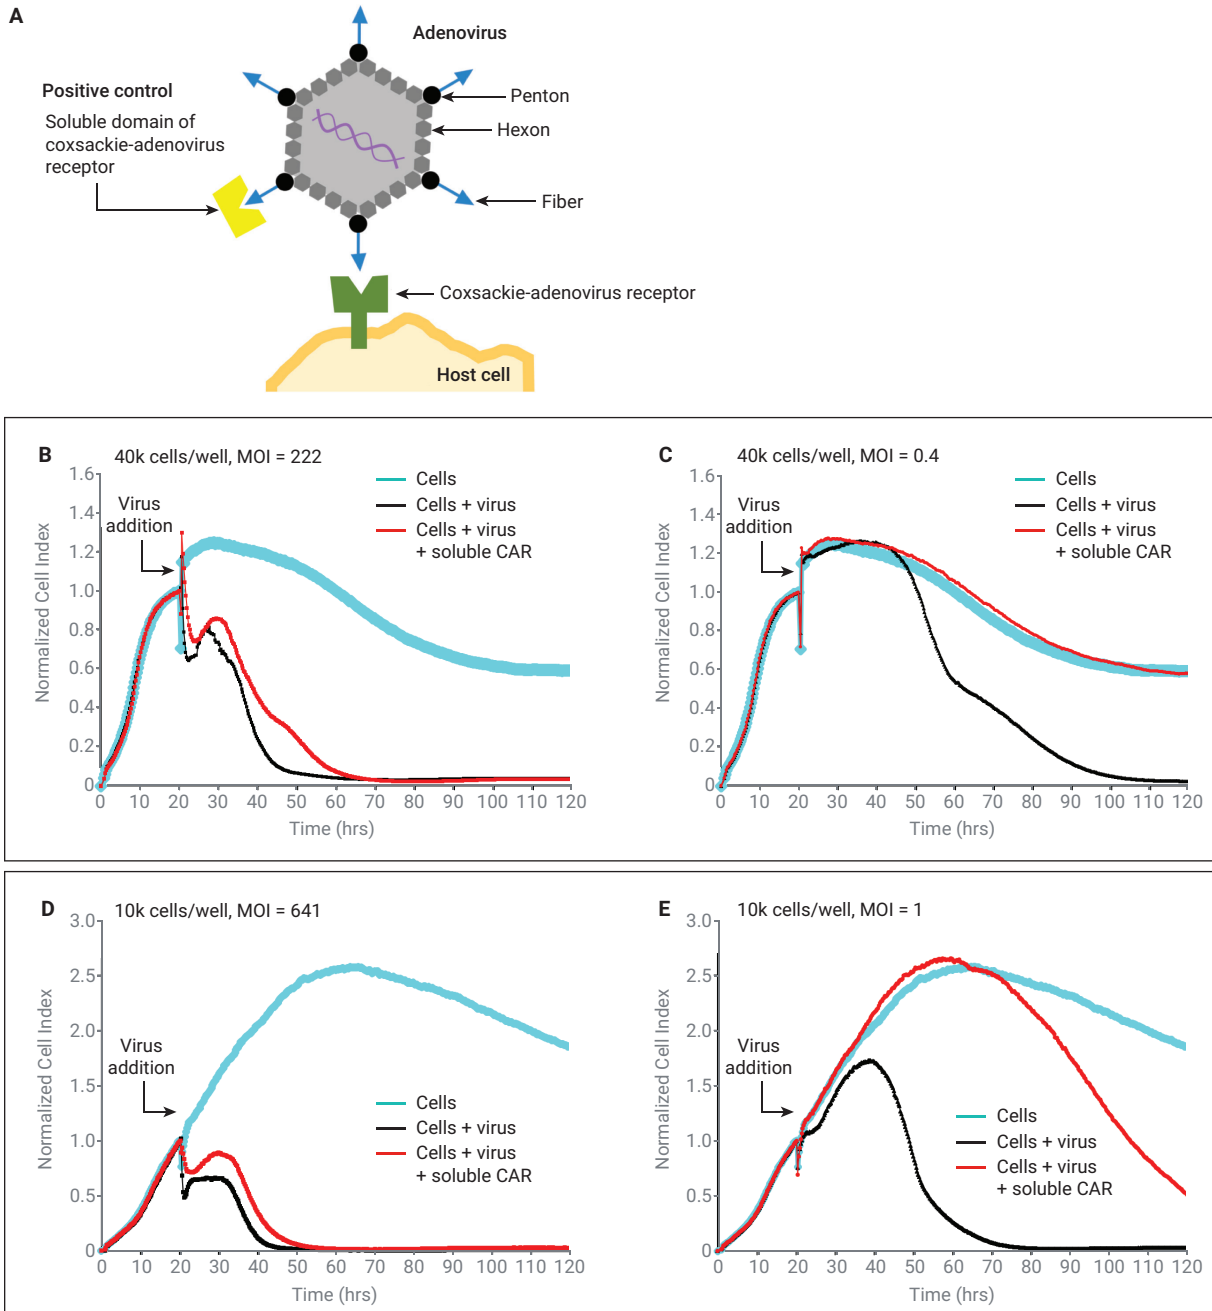 A
Adenovirus
Positive control
Soluble domain of
coxsackie-adenovirus
receptor
Penton
Hexon
Fiber
Coxsackie-adenovirus receptor
Host cell
B
40k cells/well, MOI = 222
Normalized Cell Index
1.6
1.4
1.2
1.0
0.8
0.6
0.4
0.2
0
Virus
addition
Cells
Cells + virus
Cells + virus
+ soluble CAR
0 10 20 30 40 50 60 70 80 90 100 110 120
Time (hrs)
C
40k cells/well, MOI = 0.4
Normalized Cell Index
1.6
1.4
1.2
1.0
0.8
0.6
0.4
0.2
0
Virus
addition
Cells
Cells + virus
Cells + virus
+ soluble CAR
0 10 20 30 40 50 60 70 80 90 100 110 120
Time (hrs)
D
10k cells/well, MOI = 641
Normalized Cell Index
3.0
2.5
2.0
1.5
1.0
0.5
0
Virus
addition
Cells
Cells + virus
Cells + virus
+ soluble CAR
0 10 20 30 40 50 60 70 80 90 100 110 120
Time (hrs)
E
10k cells/well, MOI = 1
Normalized Cell Index
3.0
2.5
2.0
1.5
1.0
0.5
0
Virus
addition
Cells
Cells + virus
Cells + virus
+ soluble CAR
0 10 20 30 40 50 60 70 80 90 100 110 120
Time (hrs)